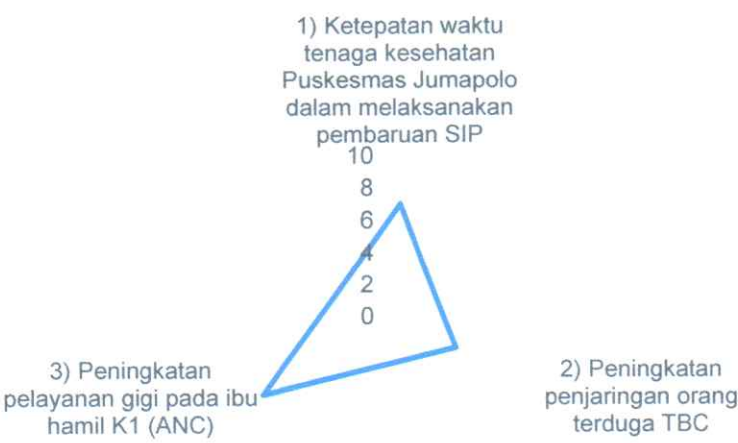 1) Ketepatan waktu
tenaga kesehatan
Puskesmas Jumapolo
dalam melaksanakan
pembaruan SIP
10
8
6
4
2
0
3) Peningkatan
pelayanan gigi pada ibu
hamil K1 (ANC)
2) Peningkatan
penjaringan orang
terduga TBC